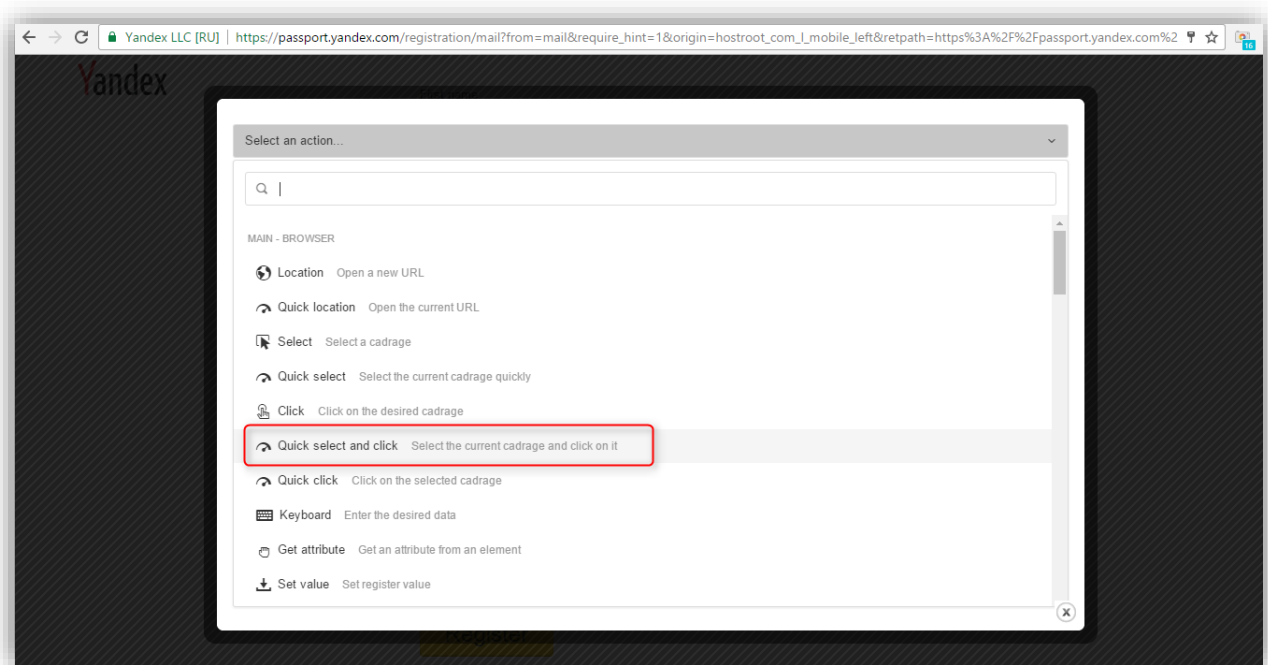 Yandex LLC [RU] | https://passport.yandex.com/registration/mail?from=mail&require_hint=1&origin=hostroot_com_l_mobile_left&retpath=https%3A%2F%2Fpassport.yandex.com%2
16
Yandex
Select an action...
MAIN - BROWSER
Location Open a new URL
Quick location Open the current URL
Select Select a cadrage
Quick select Select the current cadrage quickly
Click Click on the desired cadrage
Quick select and click Select the current cadrage and click on it
Quick click Click on the selected cadrage
Keyboard Enter the desired data
Get attribute Get an attribute from an element
Set value Set register value
x
Register